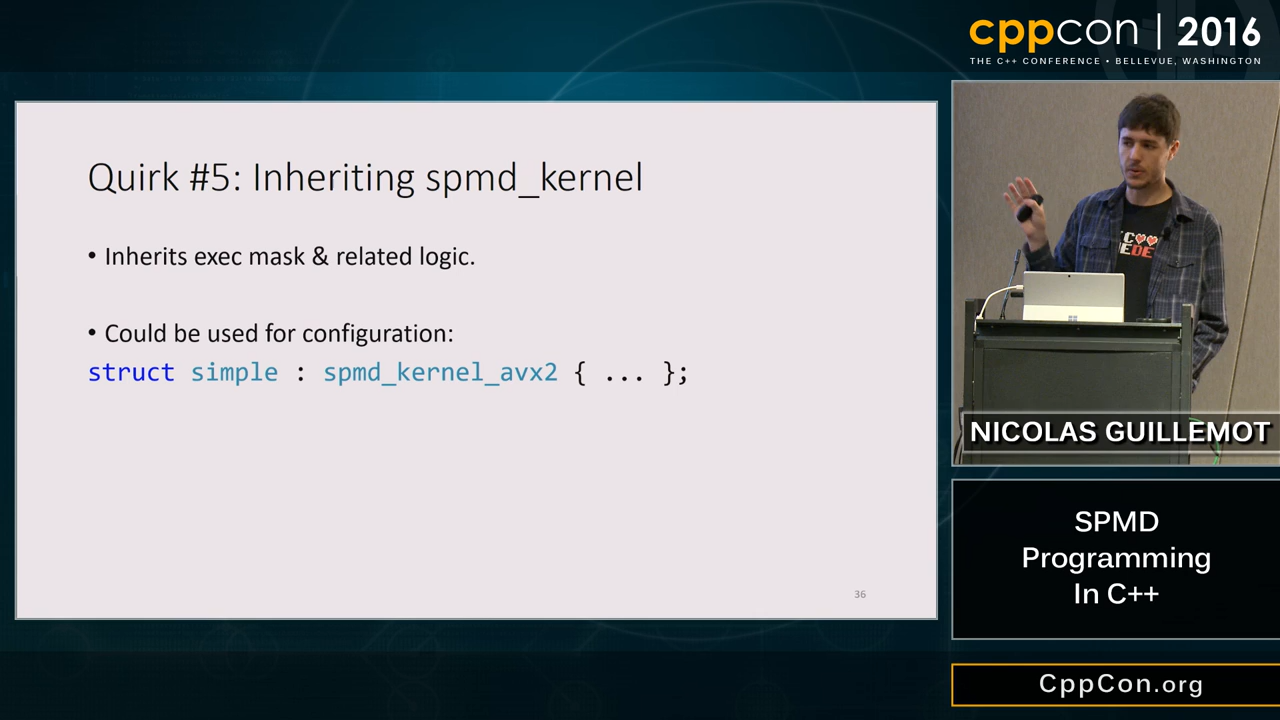 cppcon | 2016
THE C++ CONFERENCE • BELLEVUE, WASHINGTON
Quirk #5: Inheriting spmd_kernel
• Inherits exec mask & related logic.
• Could be used for configuration:
struct simple : spmd_kernel_avx2 { ... };
36
NICOLAS GUILLEMOT
SPMD
Programming
In C++
CppCon.org